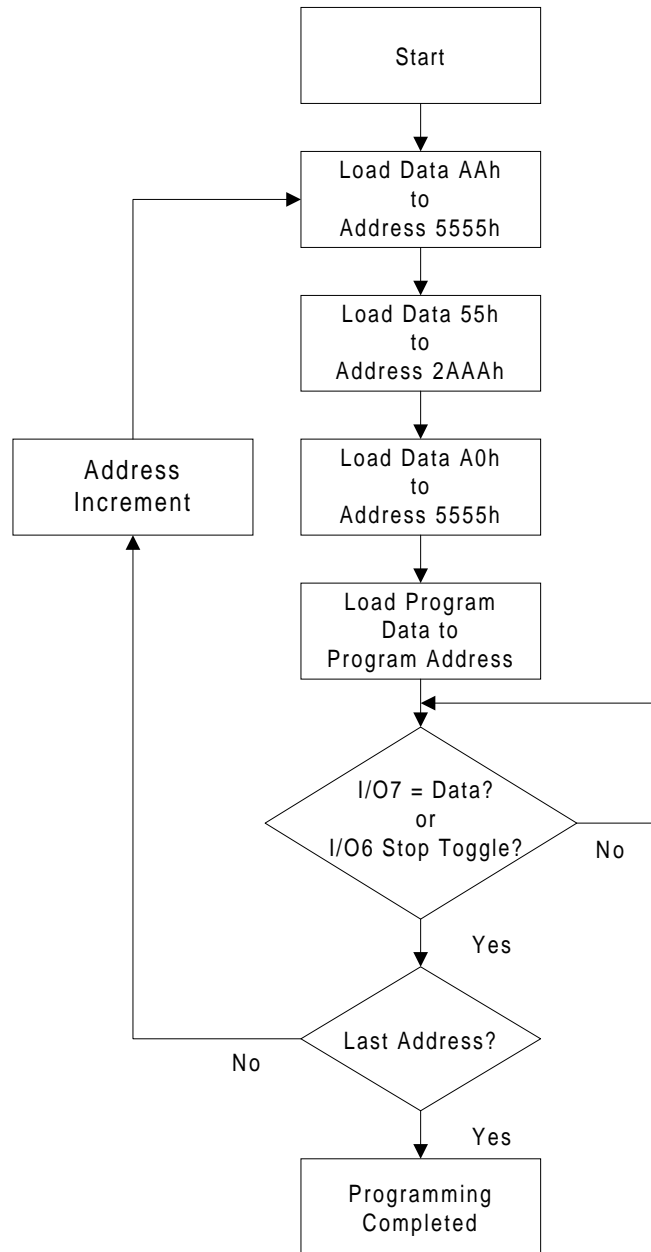 Start
Load Data AAh
to
Address 5555h
Load Data 55h
to
Address 2AAAh
Address
Increment
Load Data A0h
to
Address 5555h
Load Program
Data to
Program Address
I/O7 = Data?
or
I/O6 Stop Toggle?
No
Yes
Last Address?
No
Yes
Programming
Completed